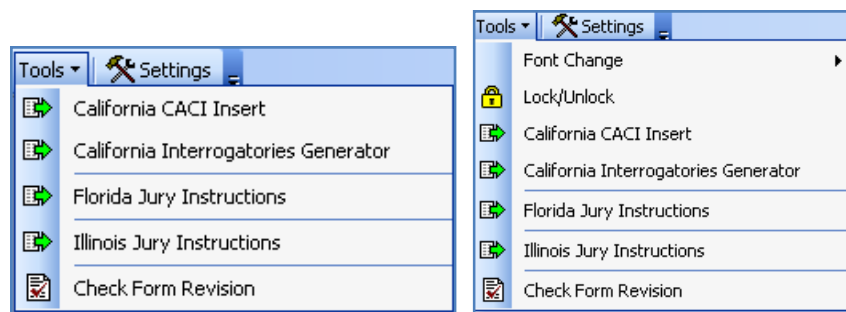 Tools Settings
California CACI Insert
California Interrogatories Generator
Florida Jury Instructions
Illinois Jury Instructions
Check Form Revision
Tools Settings
Font Change
Lock/Unlock
California CACI Insert
California Interrogatories Generator
Florida Jury Instructions
Illinois Jury Instructions
Check Form Revision